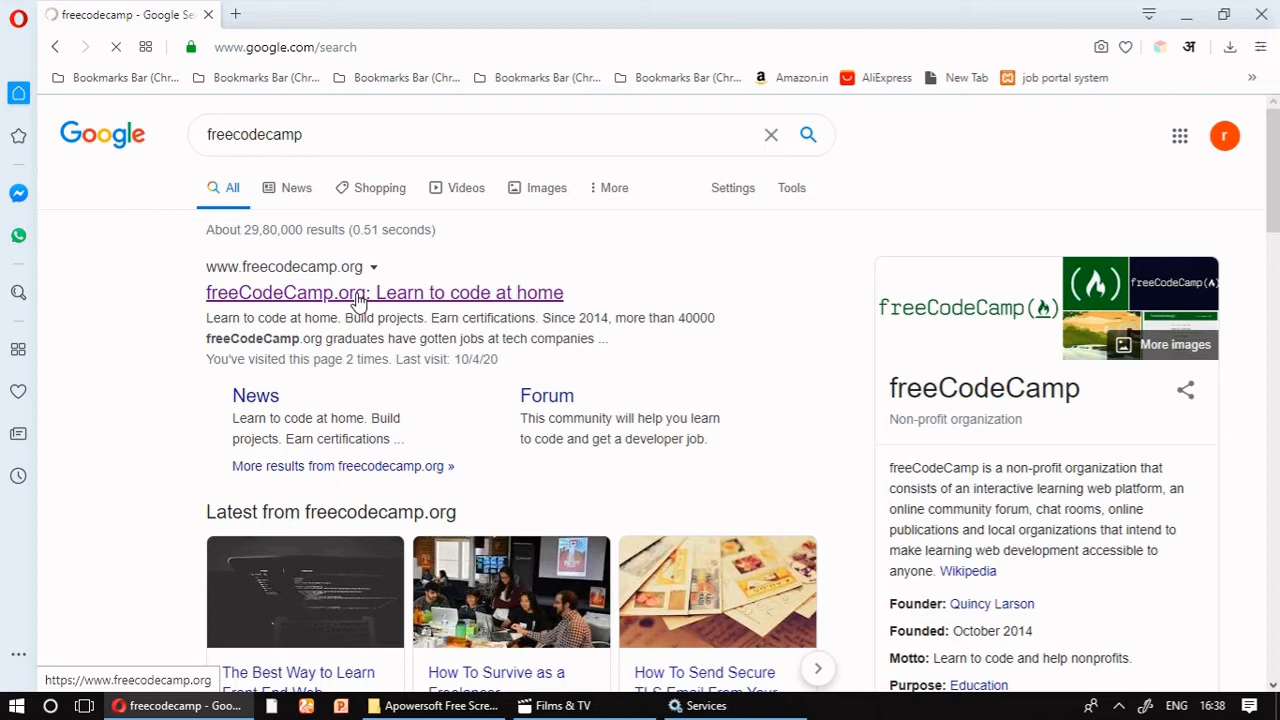 freecodecamp - Google Se
www.google.com/search
अ
Bookmarks Bar (Chr...
Bookmarks Bar (Chr...
Bookmarks Bar (Chr...
Bookmarks Bar (Chr...
Bookmarks Bar (Chr...
Amazon.in
AliExpress
New Tab
job portal system
»
Google
freecodecamp
r
All
News
Shopping
Videos
Images
More
Settings
Tools
About 29,80,000 results (0.51 seconds)
www.freecodecamp.org
freeCodeCamp.org: Learn to code at home
Learn to code at home. Build projects. Earn certifications. Since 2014, more than 40000
freeCodeCamp.org graduates have gotten jobs at tech companies ...
You've visited this page 2 times. Last visit: 10/4/20
News
Learn to code at home. Build
projects. Earn certifications ...
Forum
This community will help you learn
to code and get a developer job.
More results from freecodecamp.org »
Latest from freecodecamp.org
The Best Way to Learn
Front End Web
How To Survive as a
Freelancer
How To Send Secure
TLS Email From Your
freeCodeCamp(
freeCodeCamp(
More images
freeCodeCamp
Non-profit organization
freeCodeCamp is a non-profit organization that
consists of an interactive learning web platform, an
online community forum, chat rooms, online
publications and local organizations that intend to
make learning web development accessible to
anyone. Wikipedia
Founder: Quincy Larson
Founded: October 2014
Motto: Learn to code and help nonprofits.
Purpose: Education
https://www.freecodecamp.org
freecodecamp - Goo...
Apowersoft Free Scre...
Films & TV
Services
ENG
16:38